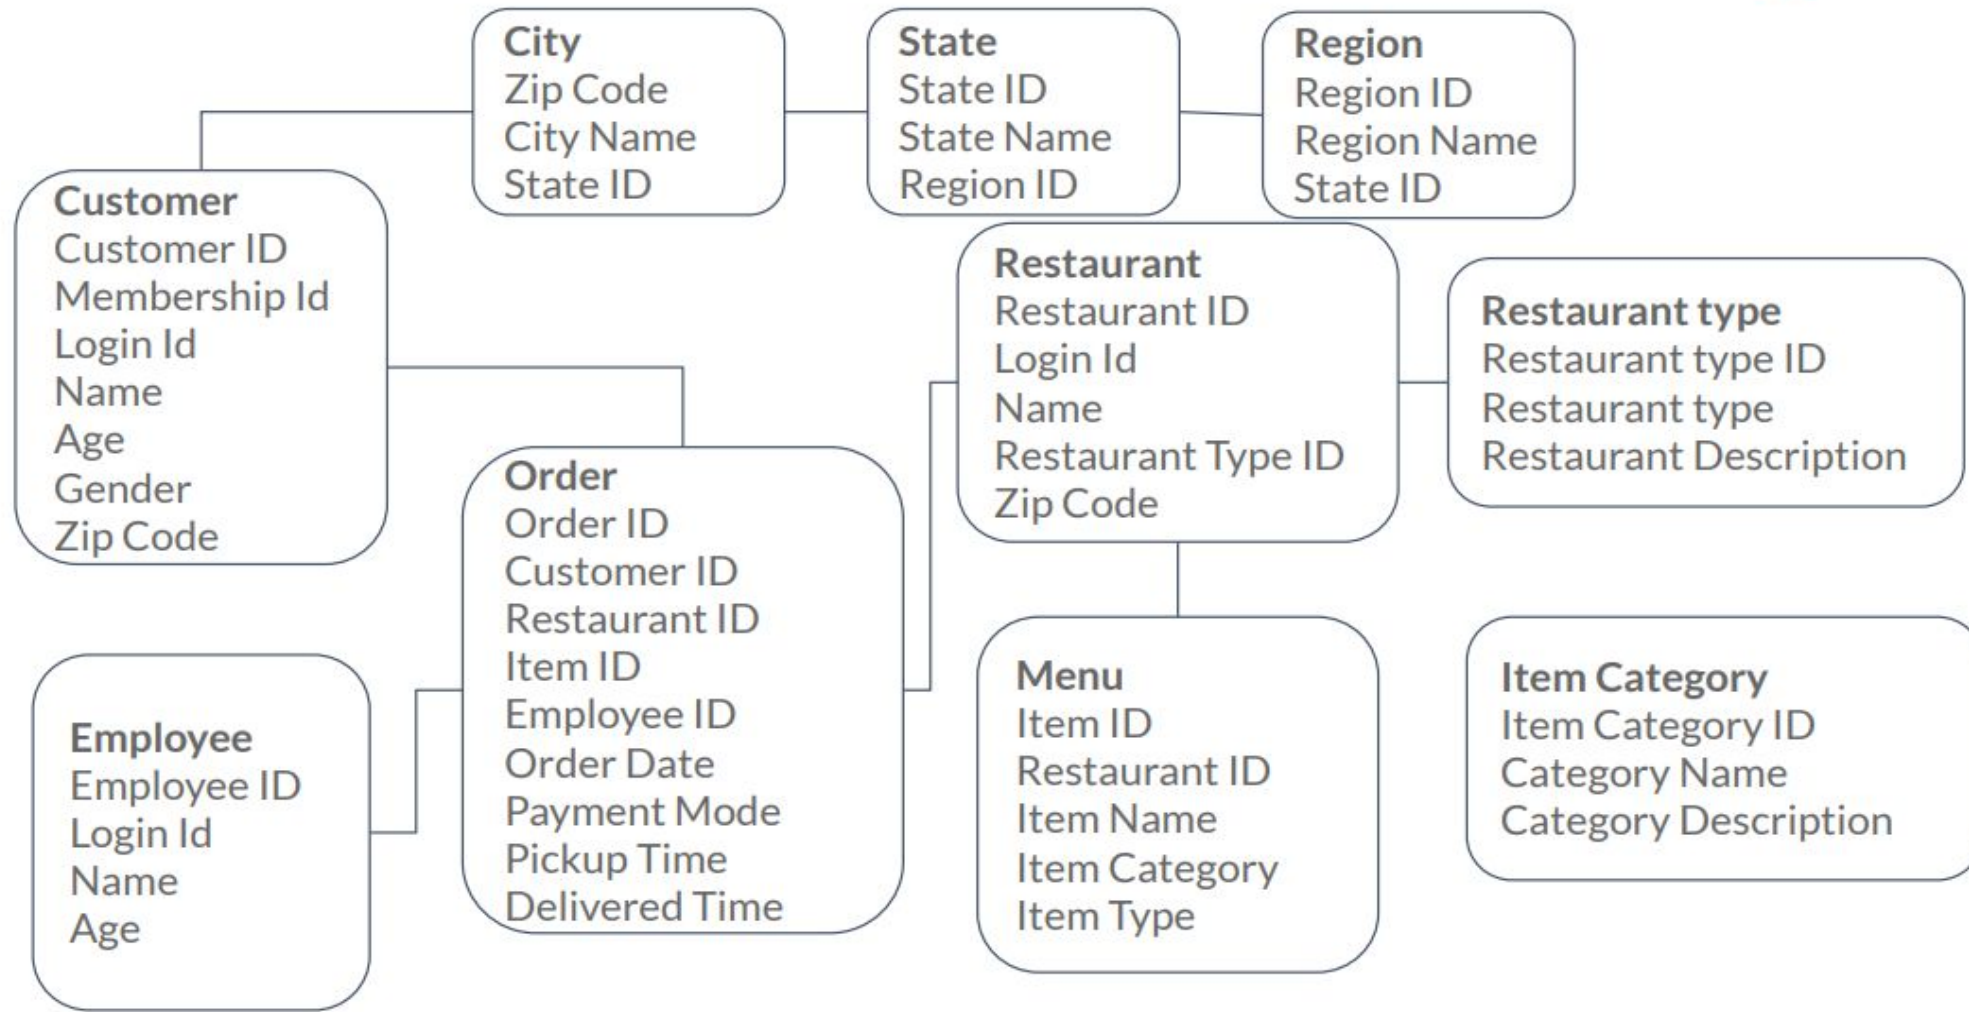 City
Zip Code
City Name
State ID
State
State ID
State Name
Region ID
Region
Region ID
Region Name
State ID
Customer
Customer ID
Membership Id
Login Id
Name
Age
Gender
Zip Code
Restaurant
Restaurant ID
Login Id
Name
Restaurant Type ID
Zip Code
Restaurant type
Restaurant type ID
Restaurant type
Restaurant Description
Order
Order ID
Customer ID
Restaurant ID
Item ID
Employee ID
Order Date
Payment Mode
Pickup Time
Delivered Time
Employee
Employee ID
Login Id
Name
Age
Menu
Item ID
Restaurant ID
Item Name
Item Category
Item Type
Item Category
Item Category ID
Category Name
Category Description